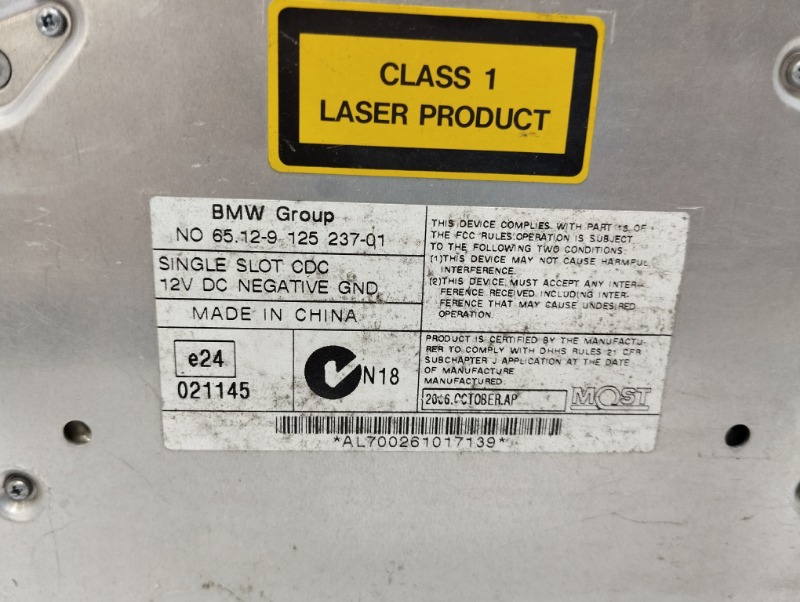 CLASS 1
LASER PRODUCT
BMW Group
NO 65.12-9 125 237-01
SINGLE SLOT CDC
12V DC NEGATIVE GND
MADE IN CHINA
e24
021145
N18
THIS DEVICE COMPLIES WITH PART 15 OF
THE FCC RULES:OPERATION IS SUBJECT
TO THE FOLLOWING TWO CONDITIONS
(1)THIS DEVICE MAY NOT CAUSE HARMFUL
INTERFERENCE.
(2)THIS DEVICE, MUST ACCEPT ANY INTER-
FERENCE RECEIVED INCLUDING INTER-
FERENCE THAT MAY CAUSE UNDESIRED
OPERATION.
PRODUCT IS CERTIFIED BY THE MANUFACTU-
RER TO COMPLY WITH DHHS RULES 21 CFR
SUBCHAPTER J APPLICATION AT THE DATE
OF MANUFACTURE
MANUFACTURED
2006.OCTOBER.AP
MOST
*AL700261017139*